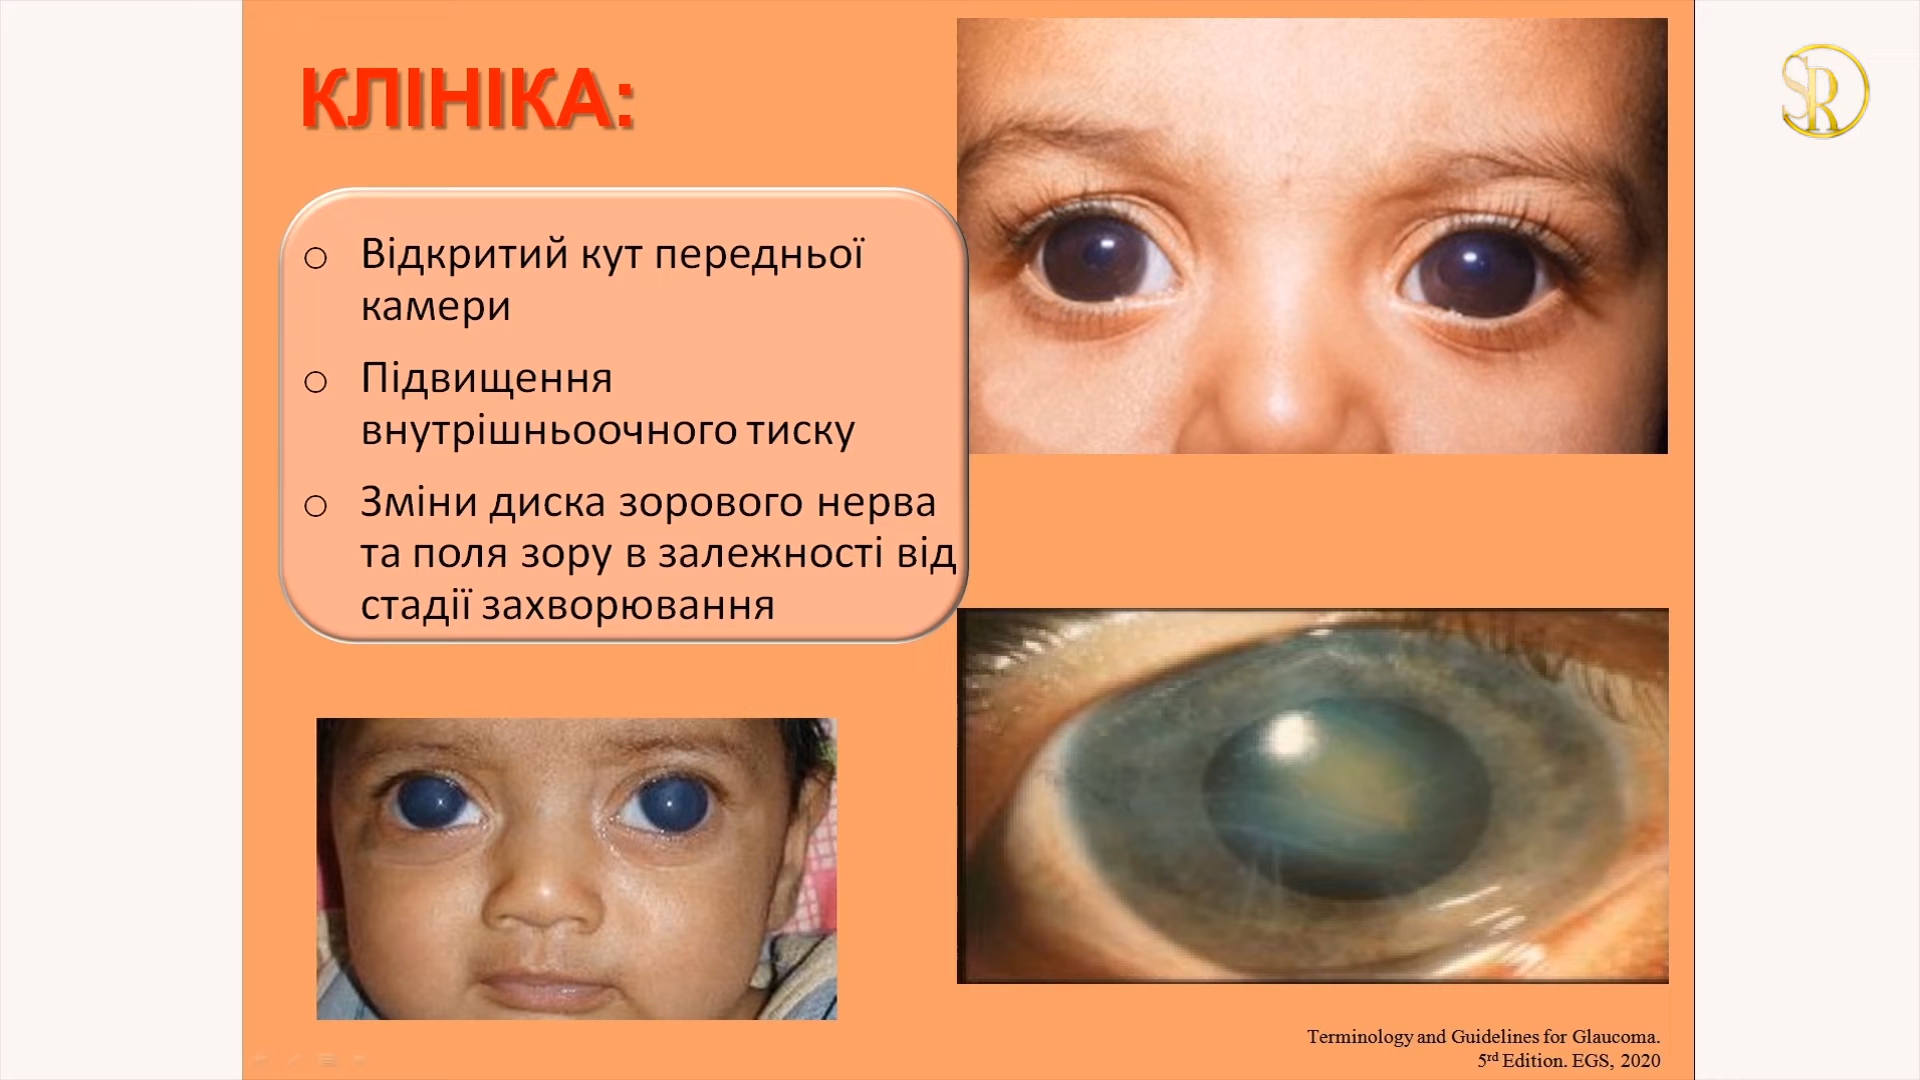 КЛІНІКА:
SR
o Відкритий кут передньої
камери
o Підвищення
внутрішньоочного тиску
o Зміни диска зорового нерва
та поля зору в залежності від
стадії захворювання
Terminology and Guidelines for Glaucoma.
5rd Edition. EGS, 2020